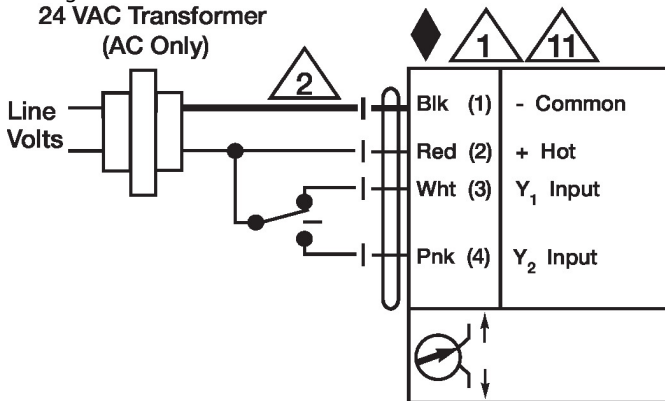 24 VAC Transformer
(AC Only)
1
11
2
Line
Volts
Blk (1) - Common
Red (2) + Hot
Wht (3) Y1 Input
Pnk (4) Y2 Input